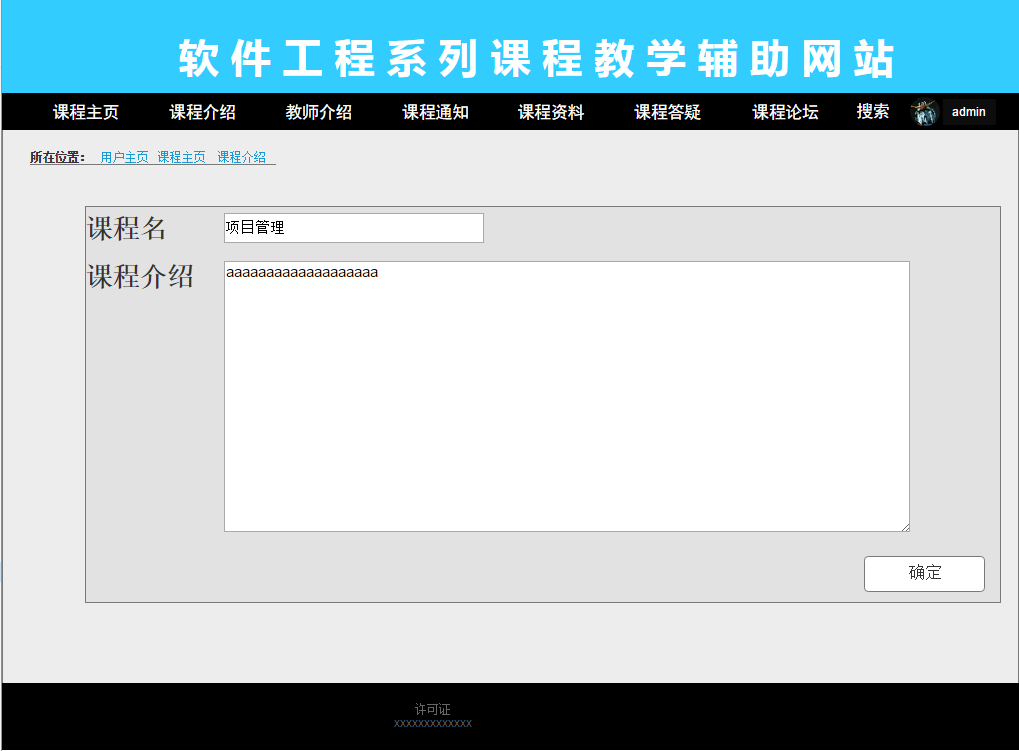 软件工程系列课程教学辅助网站
课程主页 课程介绍 教师介绍 课程通知 课程资料 课程答疑 课程论坛 搜索 admin
所在位置： 用户主页 课程主页 课程介绍
课程名 项目管理
课程介绍 aaaaaaaaaaaaaaaaaaa
确定
许可证
xxxxxxxxxxxxx